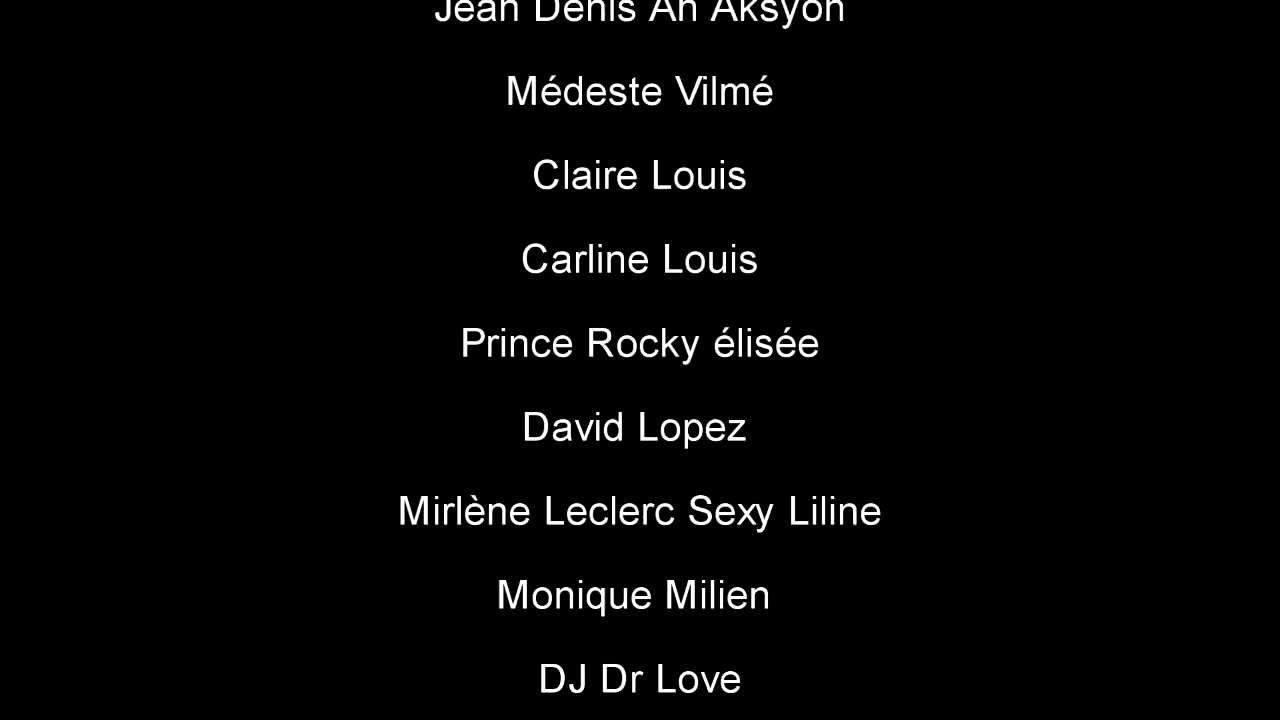 Jean Denis An Aksyon
Médeste Vilmé
Claire Louis
Carline Louis
Prince Rocky élisée
David Lopez
Mirlène Leclerc Sexy Liline
Monique Milien
DJ Dr Love